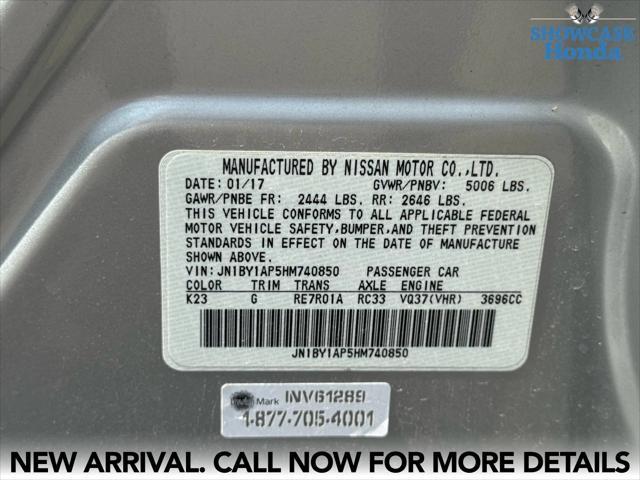 SHOWCASE
Honda
MANUFACTURED BY NISSAN MOTOR CO.,LTD.
DATE: 01/17 GVWR/PNBV: 5006 LBS.
GAWR/PNBE FR: 2444 LBS. RR: 2646 LBS.
THIS VEHICLE CONFORMS TO ALL APPLICABLE FEDERAL
MOTOR VEHICLE SAFETY,BUMPER,AND THEFT PREVENTION
STANDARDS IN EFFECT ON THE DATE OF MANUFACTURE
SHOWN ABOVE.
VIN: JN1BY1AP5HM740850 PASSENGER CAR
COLOR TRIM TRANS AXLE ENGINE
K23 G RE7R01A RC33 VQ37(VHR) 3696CC
JN1BY1AP5HM740850
Mark INV61289
1-877-705-4001
NEW ARRIVAL. CALL NOW FOR MORE DETAILS